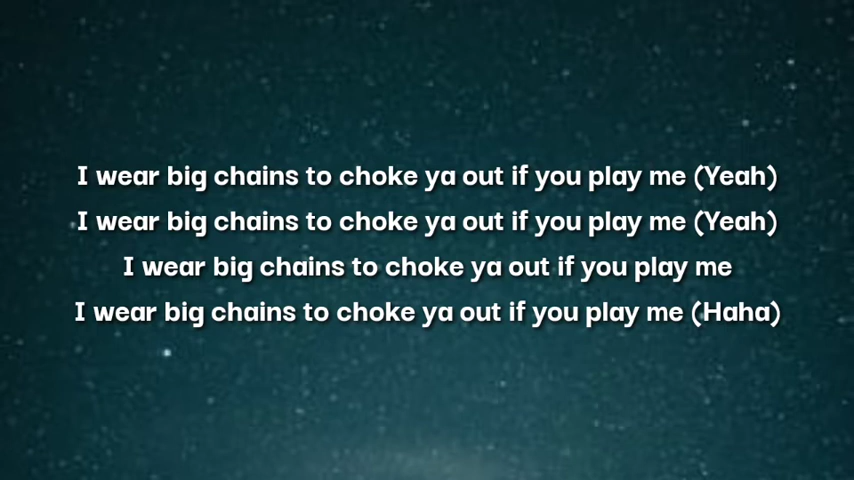 I wear big chains to choke ya out if you play me (Yeah)
I wear big chains to choke ya out if you play me (Yeah)
I wear big chains to choke ya out if you play me
I wear big chains to choke ya out if you play me (Haha)